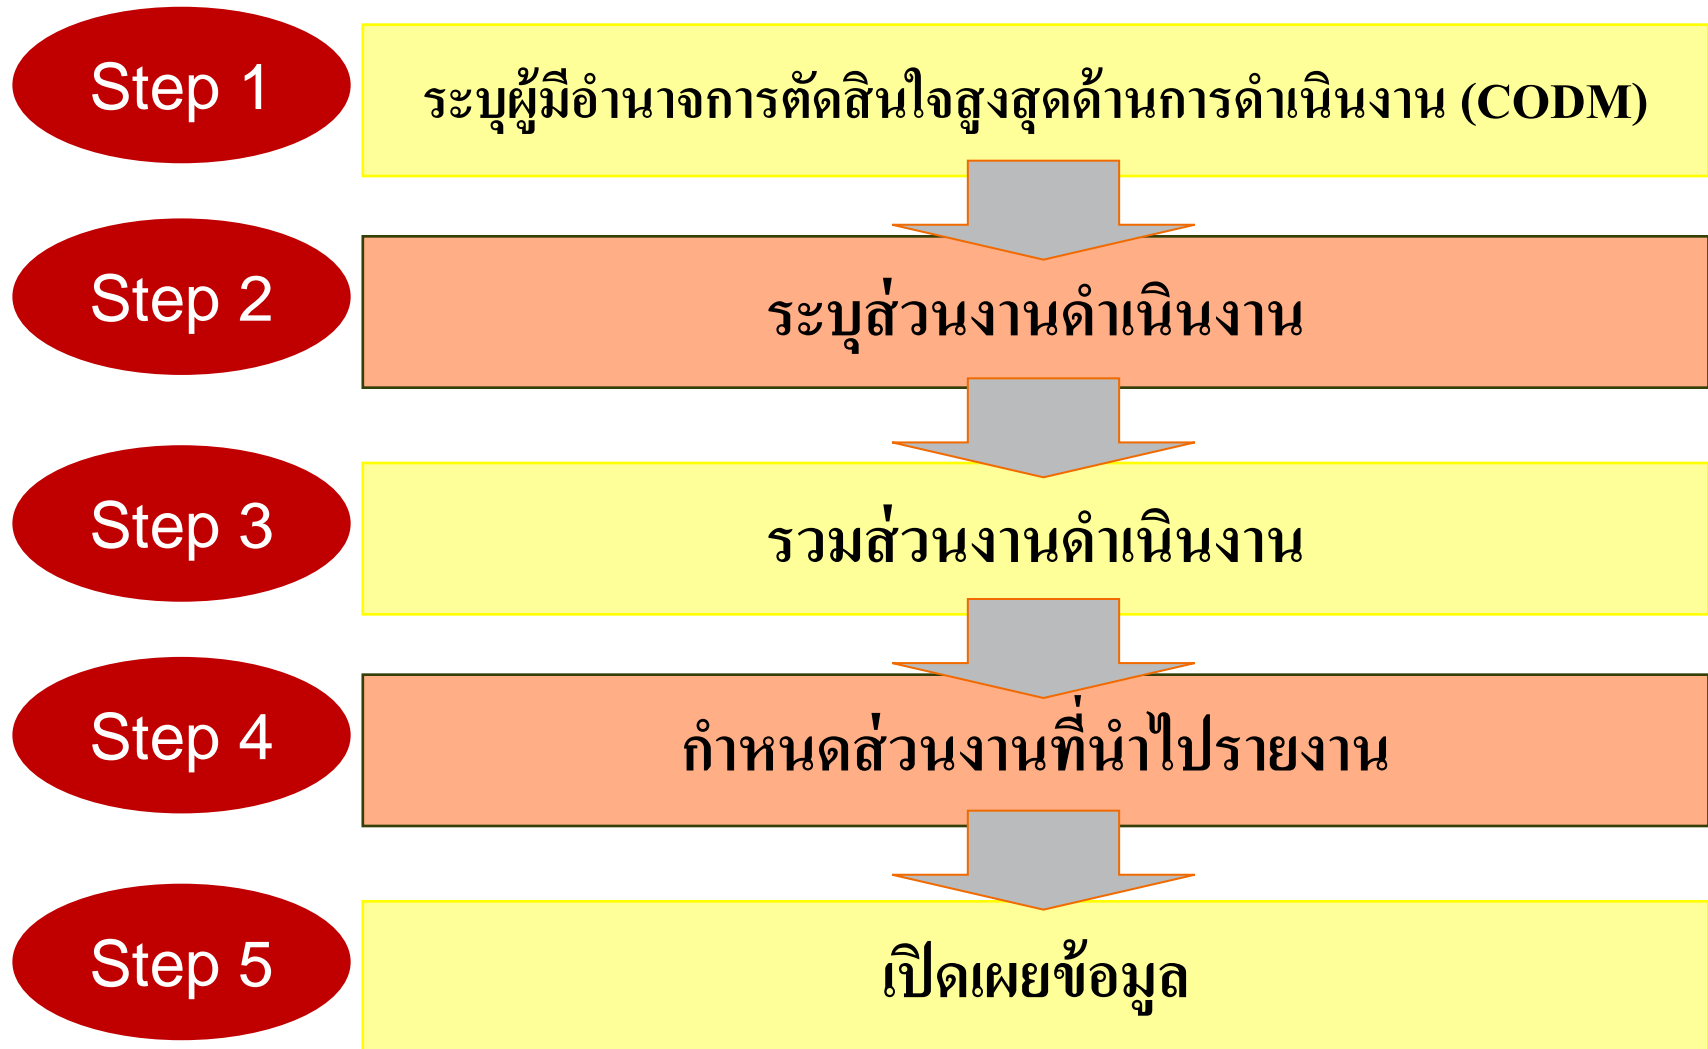 Step 1
ระบุผู้มีอำนาจการตัดสินใจสูงสุดด้านการดำเนินงาน (CODM)
Step 2
ระบุส่วนงานดำเนินงาน
Step 3
รวมส่วนงานดำเนินงาน
Step 4
กำหนดส่วนงานที่นำไปรายงาน
Step 5
เปิดเผยข้อมูล